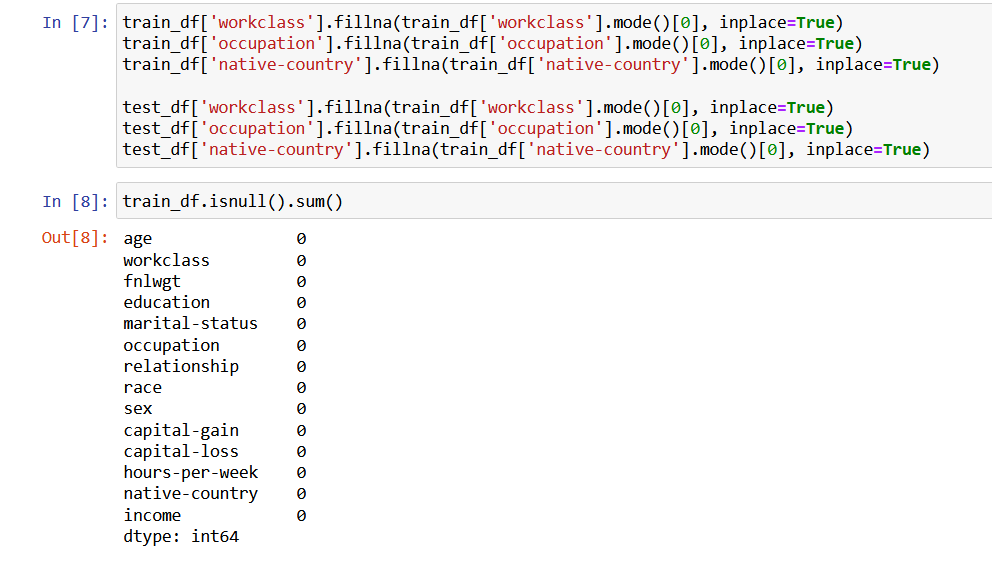 In [7]: train_df['workclass'].fillna(train_df['workclass'].mode()[0], inplace=True)
train_df['occupation'].fillna(train_df['occupation'].mode()[0], inplace=True)
train_df['native-country'].fillna(train_df['native-country'].mode()[0], inplace=True)
test_df['workclass'].fillna(train_df['workclass'].mode()[0], inplace=True)
test_df['occupation'].fillna(train_df['occupation'].mode()[0], inplace=True)
test_df['native-country'].fillna(train_df['native-country'].mode()[0], inplace=True)
In [8]: train_df.isnull().sum()
Out[8]: age 0
workclass 0
fnlwgt 0
education 0
marital-status 0
occupation 0
relationship 0
race 0
sex 0
capital-gain 0
capital-loss 0
hours-per-week 0
native-country 0
income 0
dtype: int64